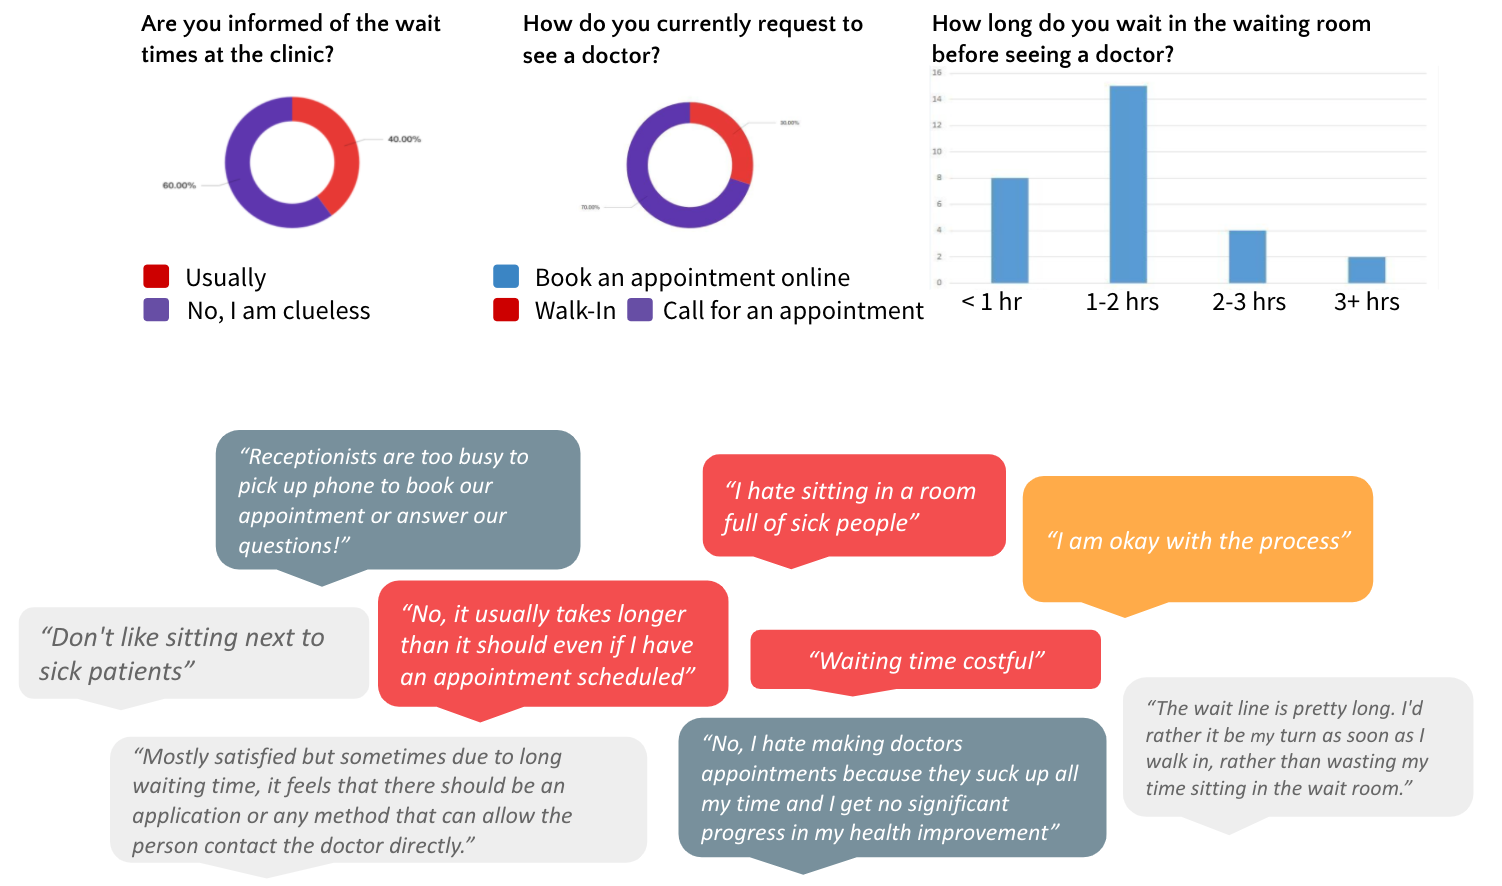 Are you informed of the wait
times at the clinic?
40.00%
60.00%
Usually
No, I am clueless
How do you currently request to
see a doctor?
30.00%
70.00%
Book an appointment online
Walk-In
Call for an appointment
How long do you wait in the waiting room
before seeing a doctor?
16
14
12
10
8
6
4
2
0
< 1 hr
1-2 hrs
2-3 hrs
3+ hrs
“Receptionists are too busy to
pick up phone to book our
appointment or answer our
questions!”
“I hate sitting in a room
full of sick people”
“I am okay with the process”
“Don't like sitting next to
sick patients”
“No, it usually takes longer
than it should even if I have
an appointment scheduled”
“Waiting time costful”
“The wait line is pretty long. I'd
rather it be my turn as soon as I
walk in, rather than wasting my
time sitting in the wait room.”
“Mostly satisfied but sometimes due to long
waiting time, it feels that there should be an
application or any method that can allow the
person contact the doctor directly.”
“No, I hate making doctors
appointments because they suck up all
my time and I get no significant
progress in my health improvement”